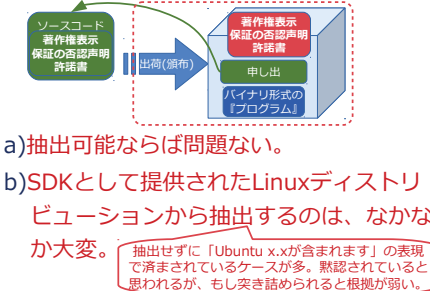 ソースコード
著作権表示
保証の否認声明
許諾書
出荷(頒布)
著作権表示
保証の否認声明
許諾書
申し出
バイナリ形式の
『プログラム』
a)抽出可能ならば問題ない。
b)SDKとして提供されたLinuxディストリ
ビューションから抽出するのは、なかな
か大変。
抽出せずに「Ubuntu x.xが含まれます」の表現
で済まされているケースが多。黙認されていると
思われるが、もし突き詰められると根拠が弱い。